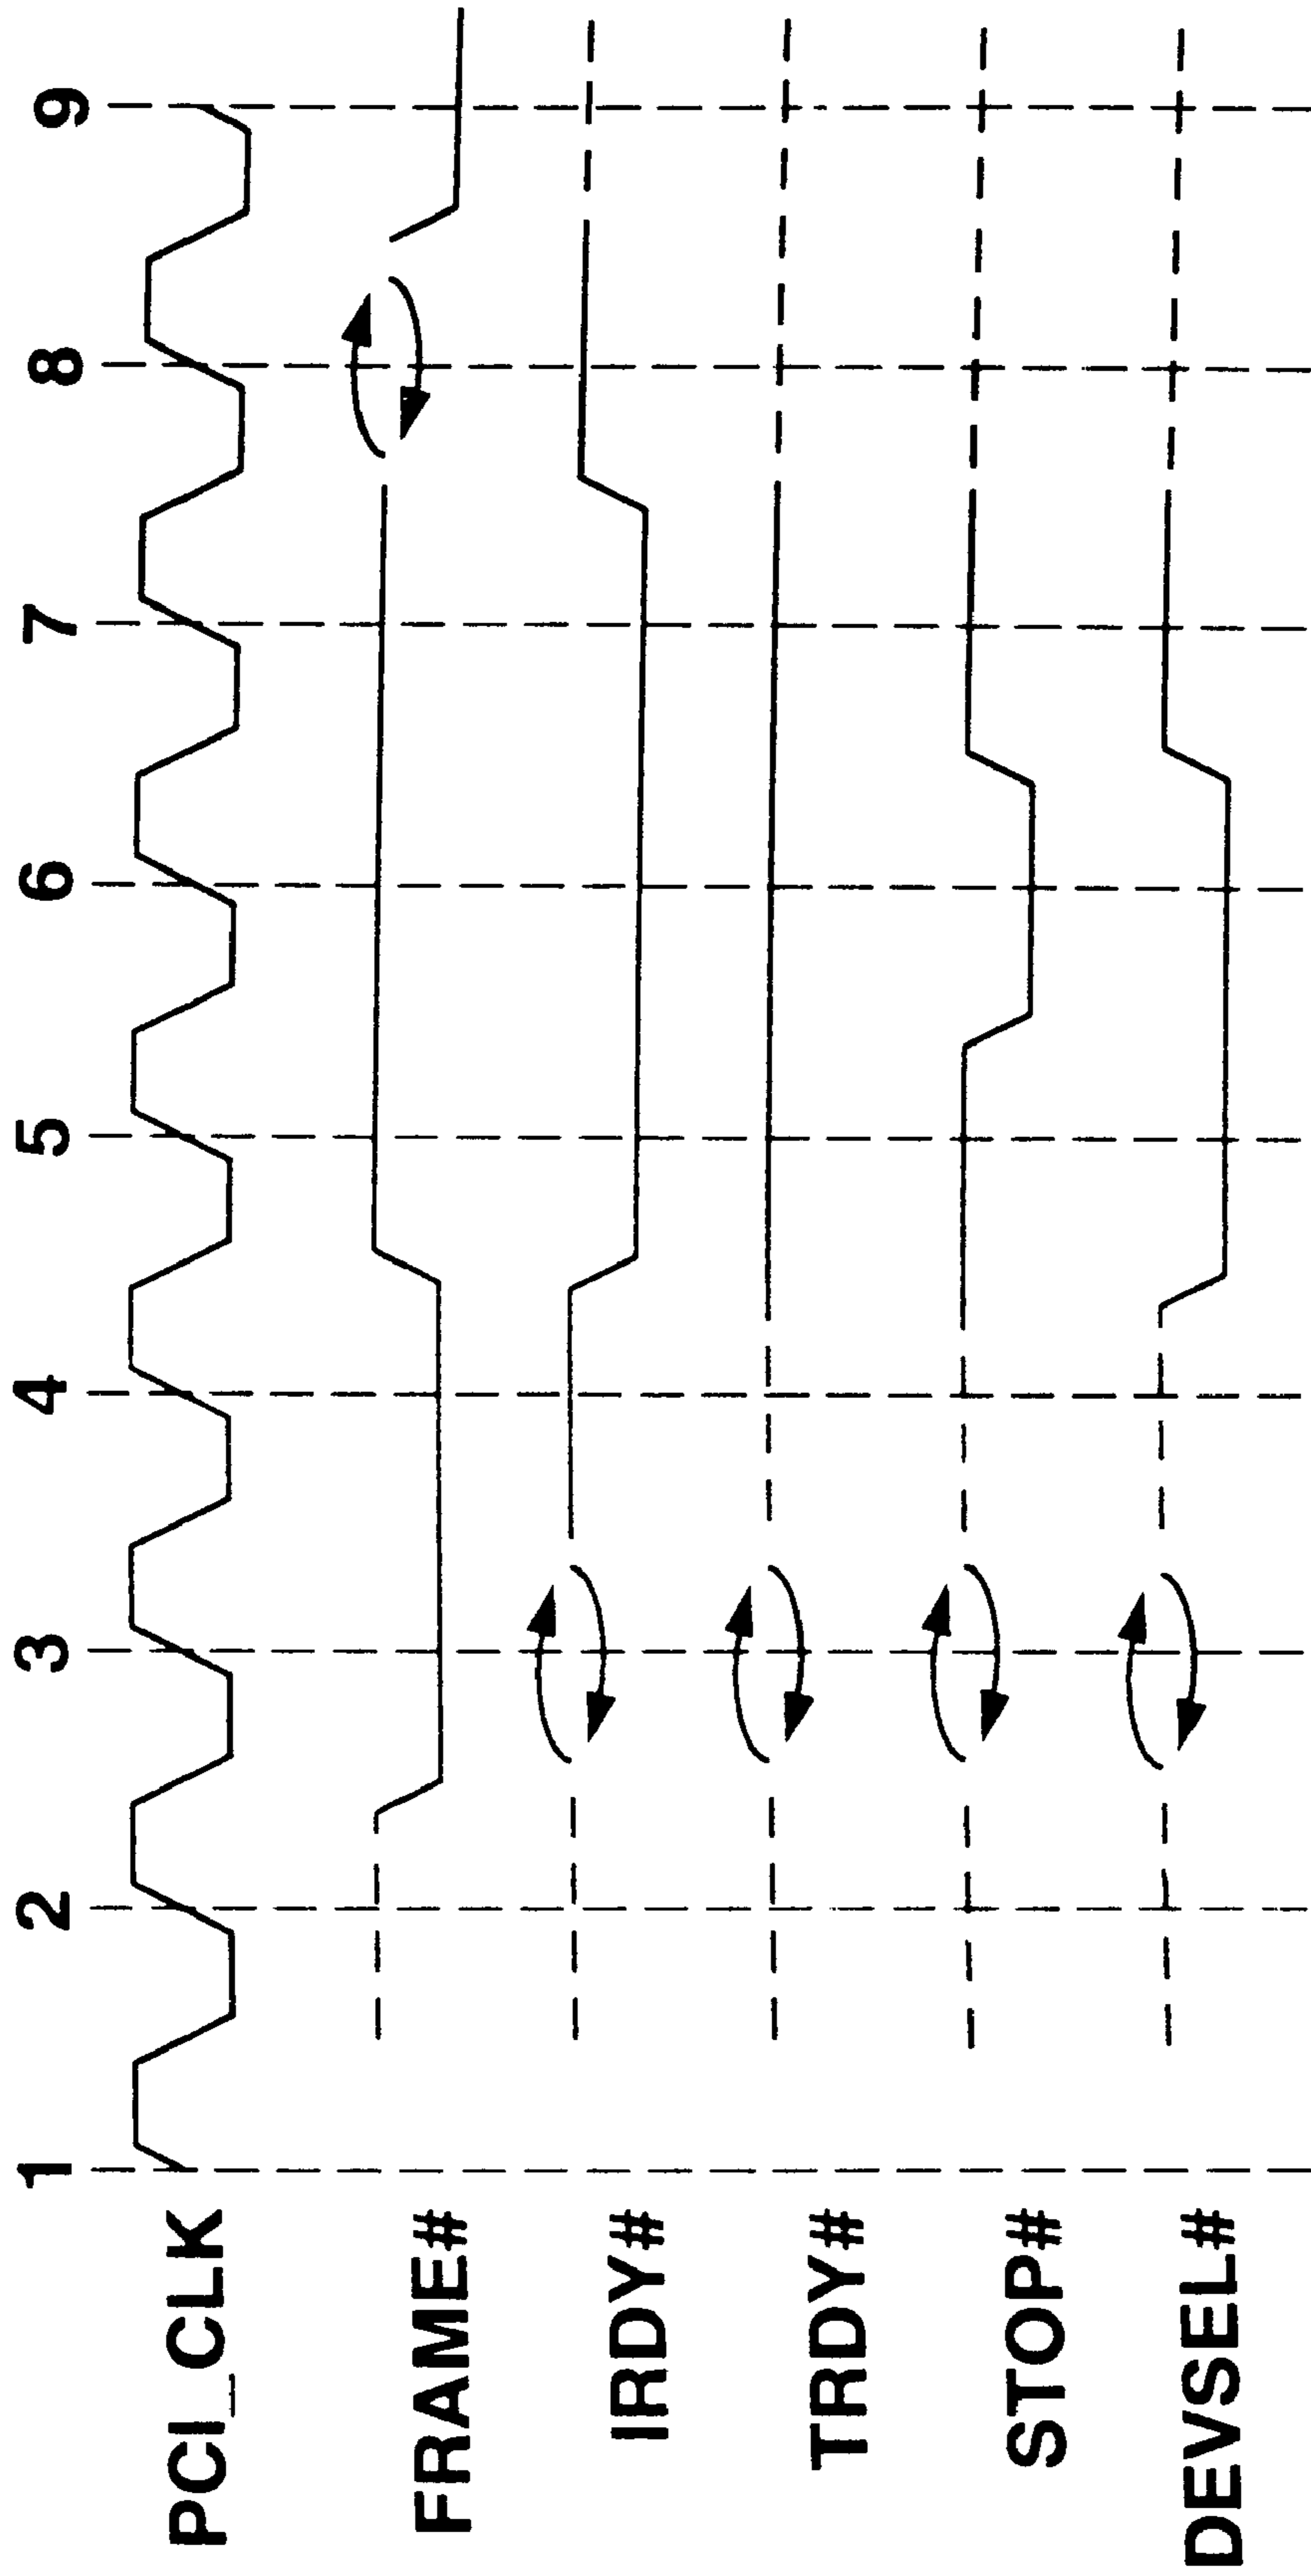 1 2 3 4 5 6 7 8 9
PCI_CLK
FRAME#
IRDY#
TRDY#
STOP#
DEVSEL#